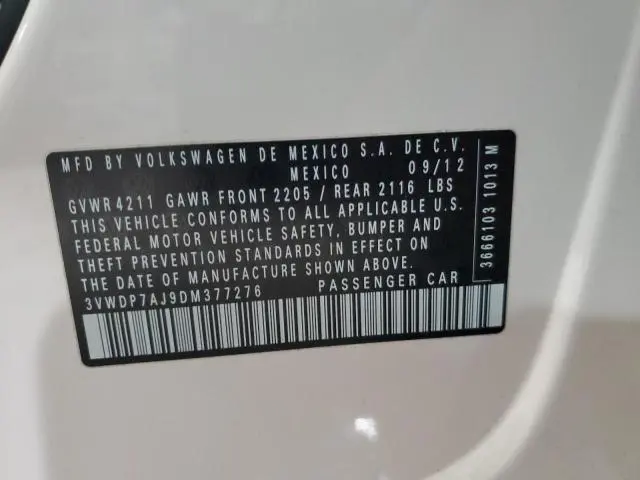 MFD BY VOLKSWAGEN DE MEXICO S.A. DE C.V.
MEXICO 09/12
GVWR 4211 GAWR FRONT 2205 / REAR 2116 LBS
THIS VEHICLE CONFORMS TO ALL APPLICABLE U.S.
FEDERAL MOTOR VEHICLE SAFETY, BUMPER AND
THEFT PREVENTION STANDARDS IN EFFECT ON
THE DATE OF MANUFACTURE SHOWN ABOVE.
3VWDP7AJ9DM377276 PASSENGER CAR
3666103 1013 M